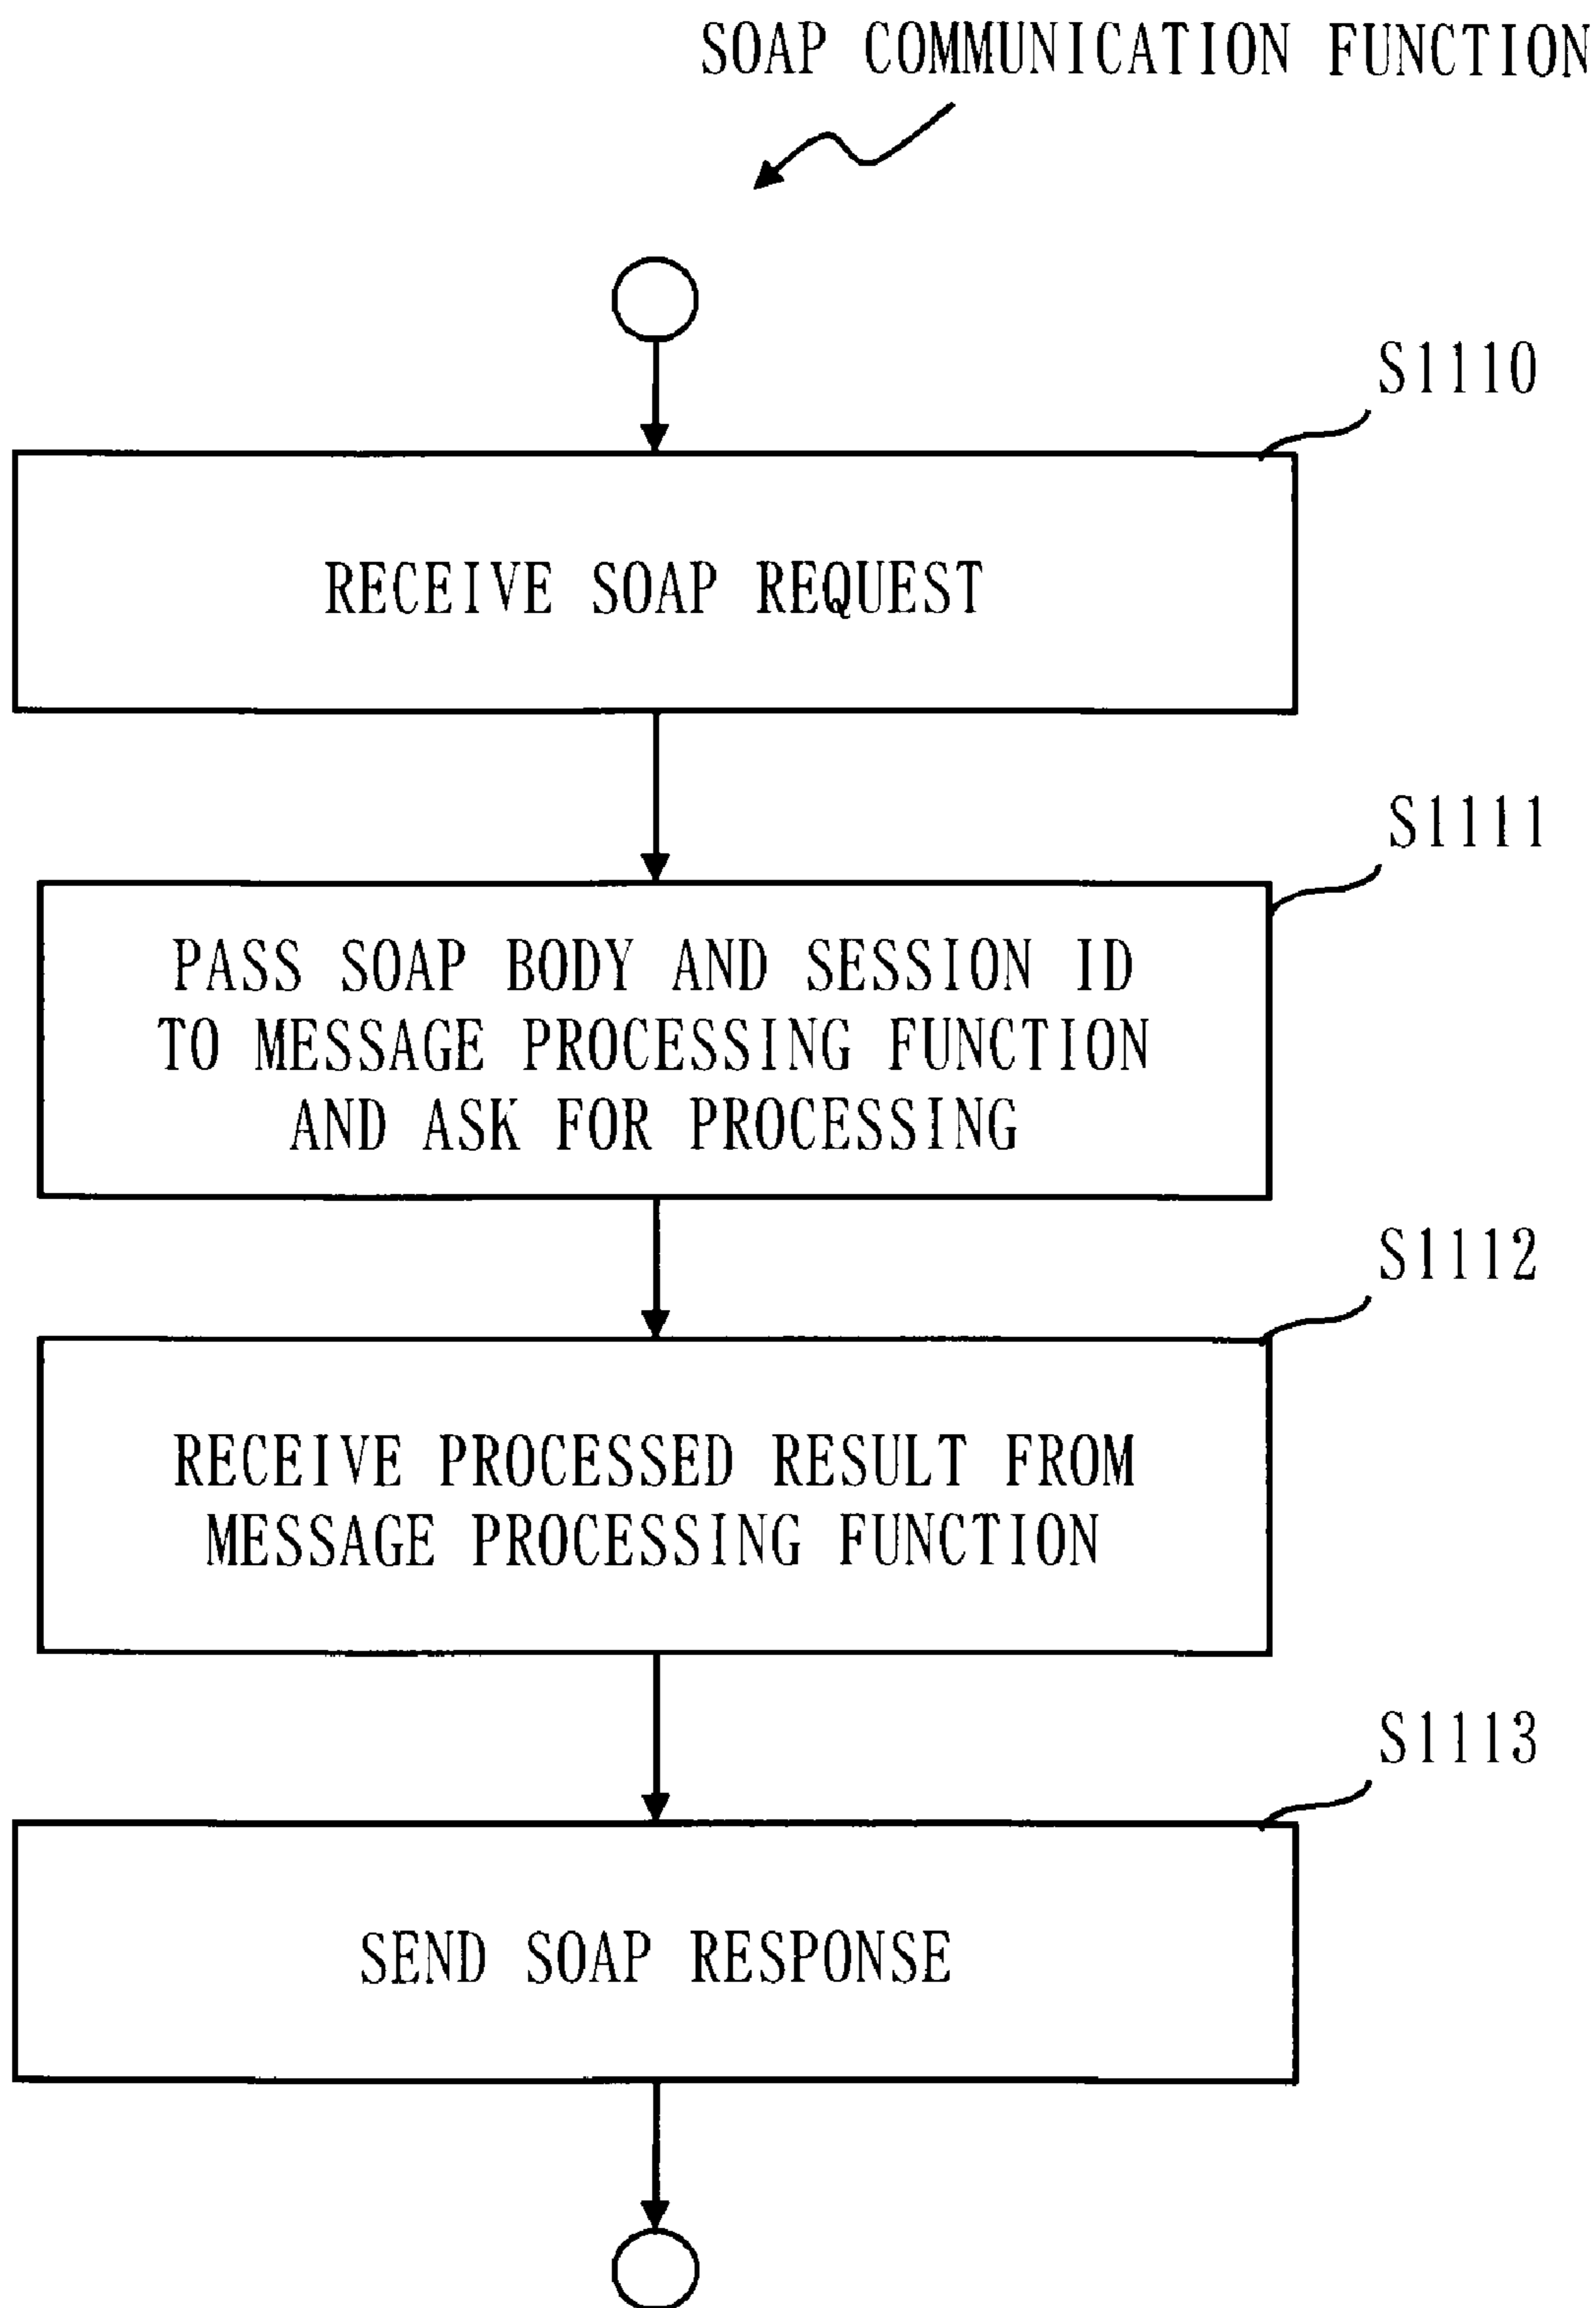 SOAP COMMUNICATION FUNCTION
S1110
RECEIVE SOAP REQUEST
S1111
PASS SOAP BODY AND SESSION ID
TO MESSAGE PROCESSING FUNCTION
AND ASK FOR PROCESSING
S1112
RECEIVE PROCESSED RESULT FROM
MESSAGE PROCESSING FUNCTION
S1113
SEND SOAP RESPONSE